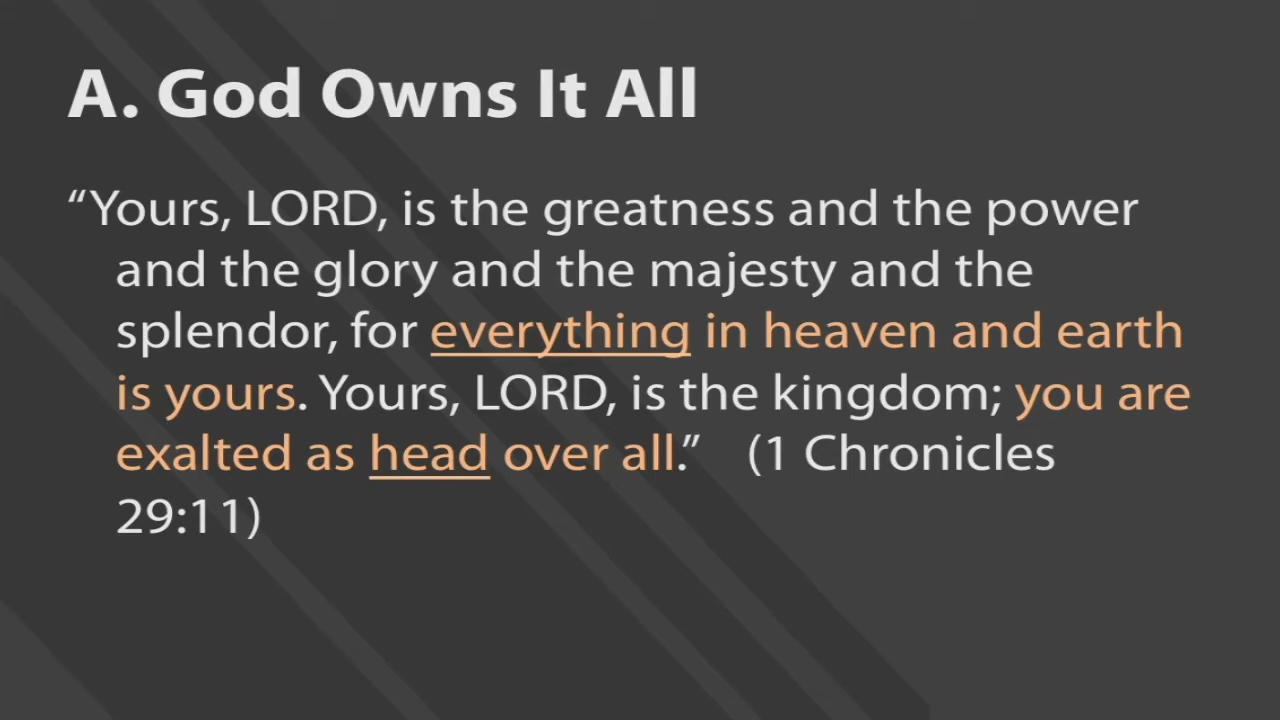 A. God Owns It All
“Yours, LORD, is the greatness and the power
and the glory and the majesty and the
splendor, for everything in heaven and earth
is yours. Yours, LORD, is the kingdom; you are
exalted as head over all.” (1 Chronicles
29:11)